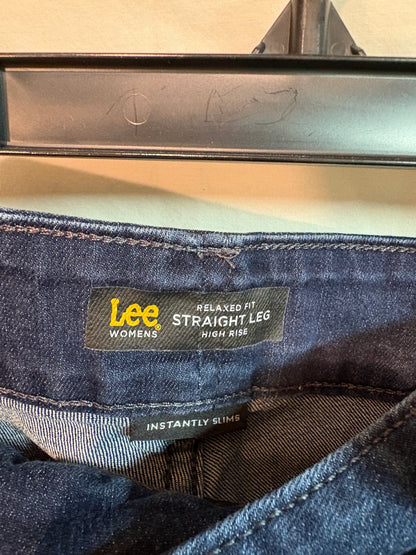 Lee
WOMENS
RELAXED FIT
STRAIGHT LEG
HIGH RISE
INSTANTLY SLIMS